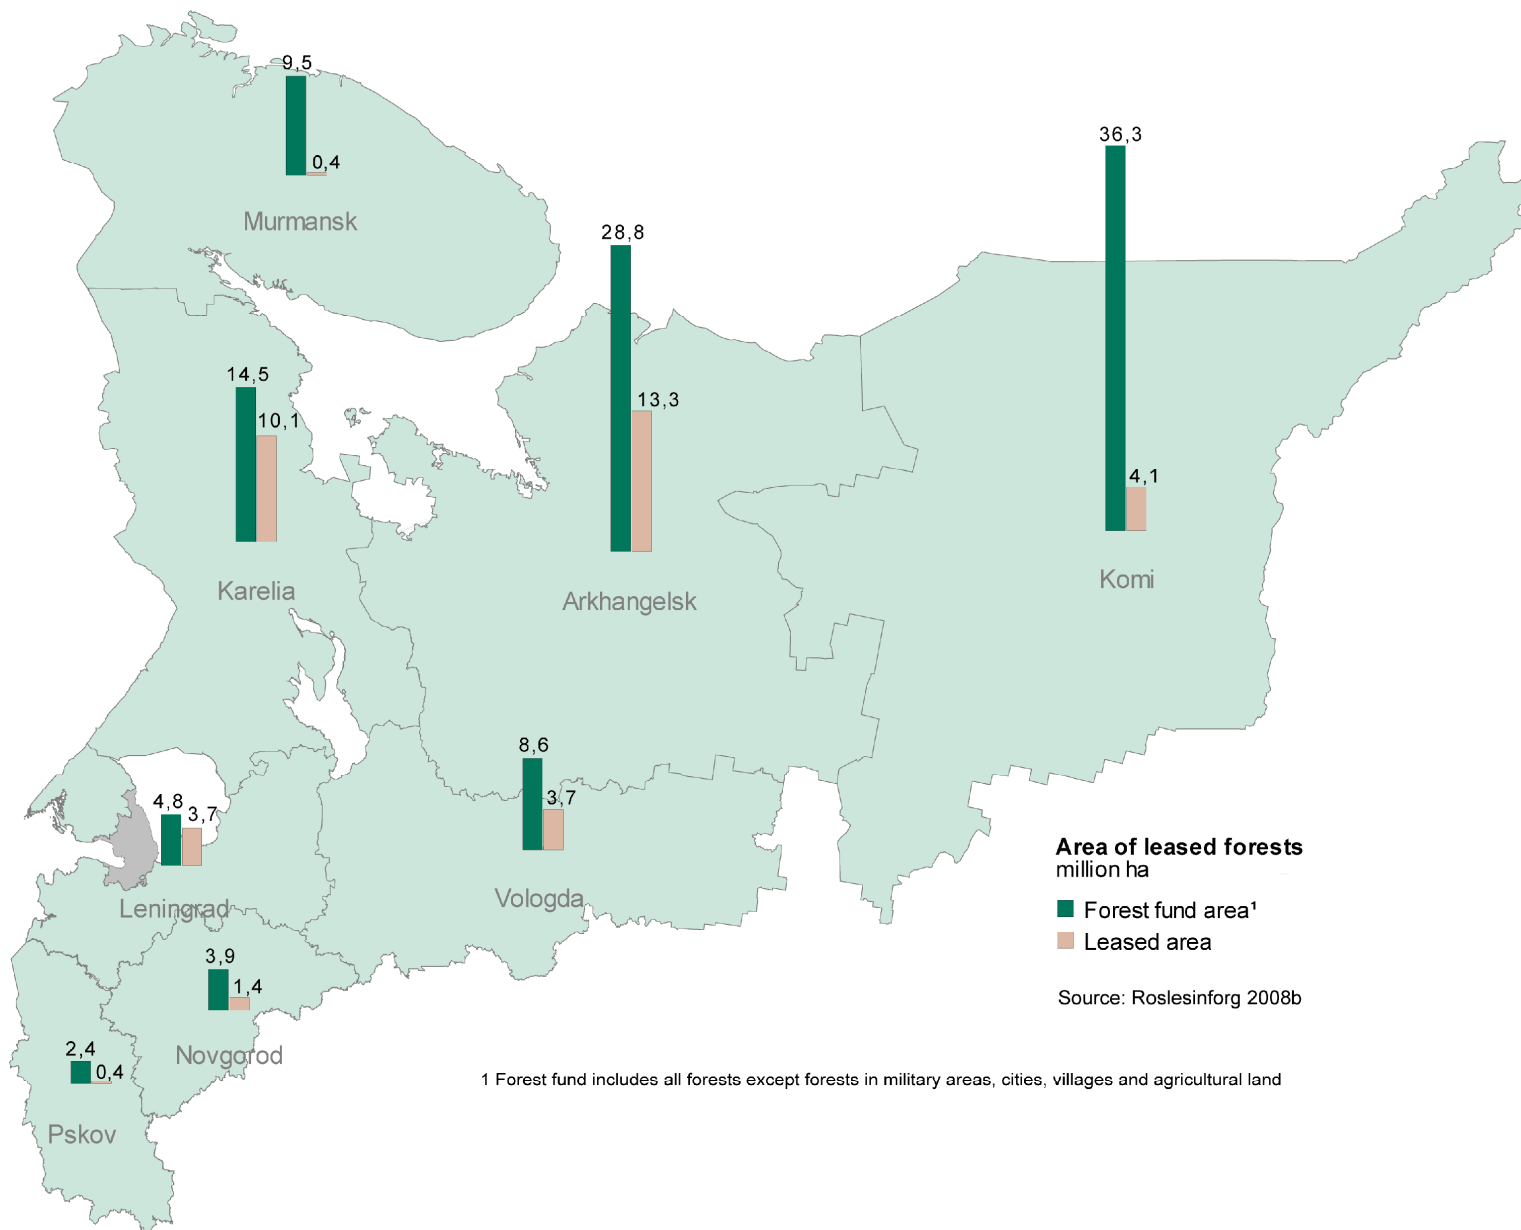 9,5
0,4
Murmansk
36,3
4,1
Komi
28,8
13,3
Arkhangelsk
14,5
10,1
Karelia
8,6
3,7
Vologda
4,8
3,7
Leningrad
3,9
1,4
Novgorod
2,4
0,4
Pskov
Area of leased forests
million ha
Forest fund area¹
Leased area
Source: Roslesinforg 2008b
1 Forest fund includes all forests except forests in military areas, cities, villages and agricultural land